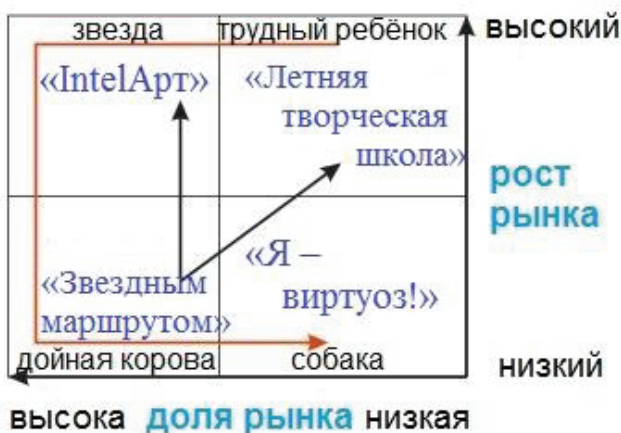 звезда трудный ребёнок высокий
«IntelАрт» «Летняя
творческая
школа»
рост
рынка
«Я –
«Звездным виртуоз!»
маршрутом»
дойная корова собака низкий
высока доля рынка низкая